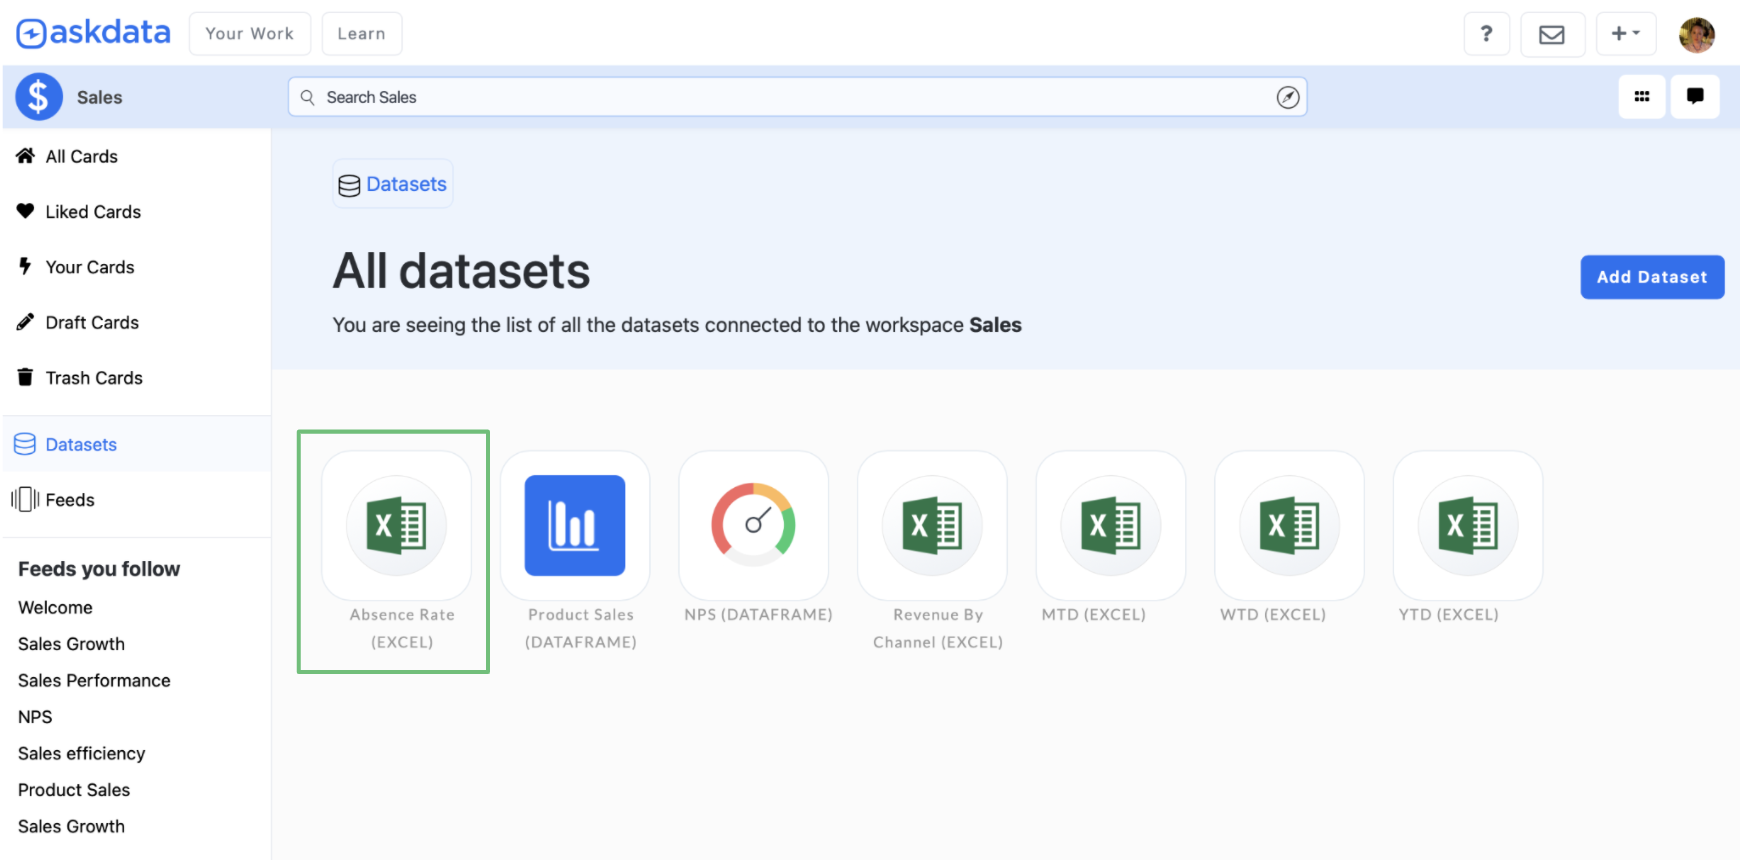 askdata
Your Work
Learn
?
Sales
Search Sales
All Cards
Liked Cards
Your Cards
Draft Cards
Trash Cards
Datasets
Feeds
Feeds you follow
Welcome
Sales Growth
Sales Performance
NPS
Sales efficiency
Product Sales
Sales Growth
Datasets
All datasets
You are seeing the list of all the datasets connected to the workspace Sales
Add Dataset
Absence Rate
(EXCEL)
Product Sales
(DATAFRAME)
NPS (DATAFRAME)
Revenue By
Channel (EXCEL)
MTD (EXCEL)
WTD (EXCEL)
YTD (EXCEL)